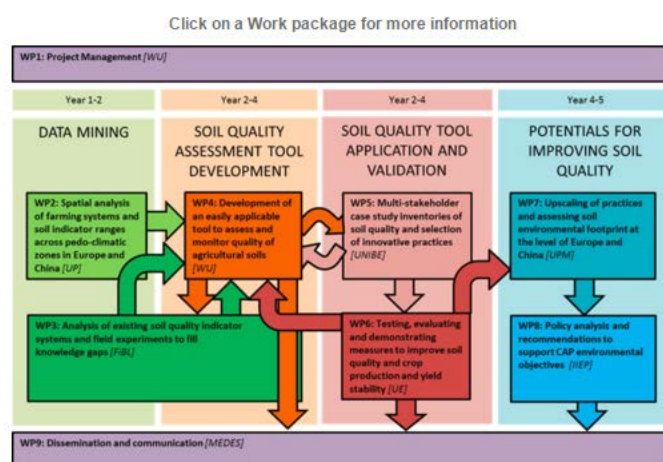 Click on a Work package for more information
WP1: Project Management [WU]
Year 1-2
Year 2-4
Year 2-4
Year 4-5
DATA MINING
SOIL QUALITY
ASSESSMENT TOOL
DEVELOPMENT
SOIL QUALITY TOOL
APPLICATION AND
VALIDATION
POTENTIALS FOR
IMPROVING SOIL
QUALITY
WP2: Spatial analysis
of farming systems and
soil indicator ranges
across pedo-climatic
zones in Europe and
China [UP]
WP4: Development of
an easily applicable
tool to assess and
monitor quality of
agricultural soils
[WU]
WP5: Multi-stakeholder
case study inventories of
soil quality and selection
of innovative practices
[UNIBE]
WP7: Upscaling of
practices and assessing
soil environmental
footprint at the level
of Europe and
China [UPM]
WP3: Analysis of existing soil quality indicator
systems and field experiments to fill
knowledge gaps [FiBL]
WP6: Testing, evaluating
and demonstrating
measures to improve soil
quality and crop
production and yield
stability [UE]
WP8: Policy analysis and
recommendations to
support CAP environmental
objectives [IIEP]
WP9: Dissemination and communication [MEDES]